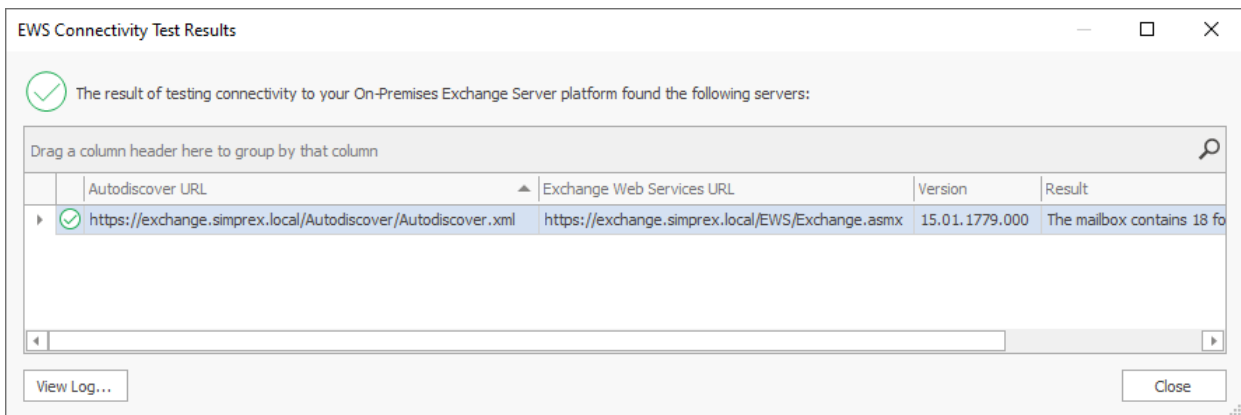 EWS Connectivity Test Results
The result of testing connectivity to your On-Premises Exchange Server platform found the following servers:
Drag a column header here to group by that column
Autodiscover URL Exchange Web Services URL Version Result
https://exchange.simprex.local/Autodiscover/Autodiscover.xml https://exchange.simprex.local/EWS/Exchange.asmx 15.01.1779.000 The mailbox contains 18 fo
View Log... Close